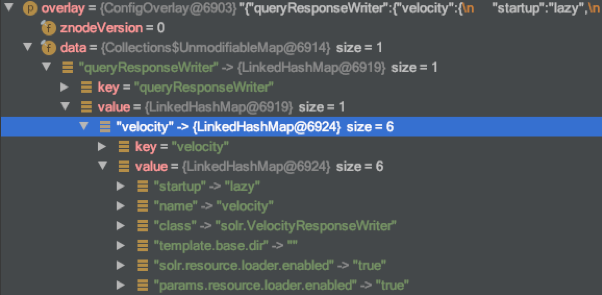 overlay = {ConfigOverlay@6903} "{"queryResponseWriter":{"velocity":{\n "startup":"lazy",\n
znodeVersion = 0
data = {Collections$UnmodifiableMap@6914} size = 1
"queryResponseWriter" -> {LinkedHashMap@6919} size = 1
key = "queryResponseWriter"
value = {LinkedHashMap@6919} size = 1
"velocity" -> {LinkedHashMap@6924} size = 6
key = "velocity"
value = {LinkedHashMap@6924} size = 6
"startup" -> "lazy"
"name" -> "velocity"
"class" -> "solr.VelocityResponseWriter"
"template.base.dir" -> ""
"solr.resource.loader.enabled" -> "true"
"params.resource.loader.enabled" -> "true"